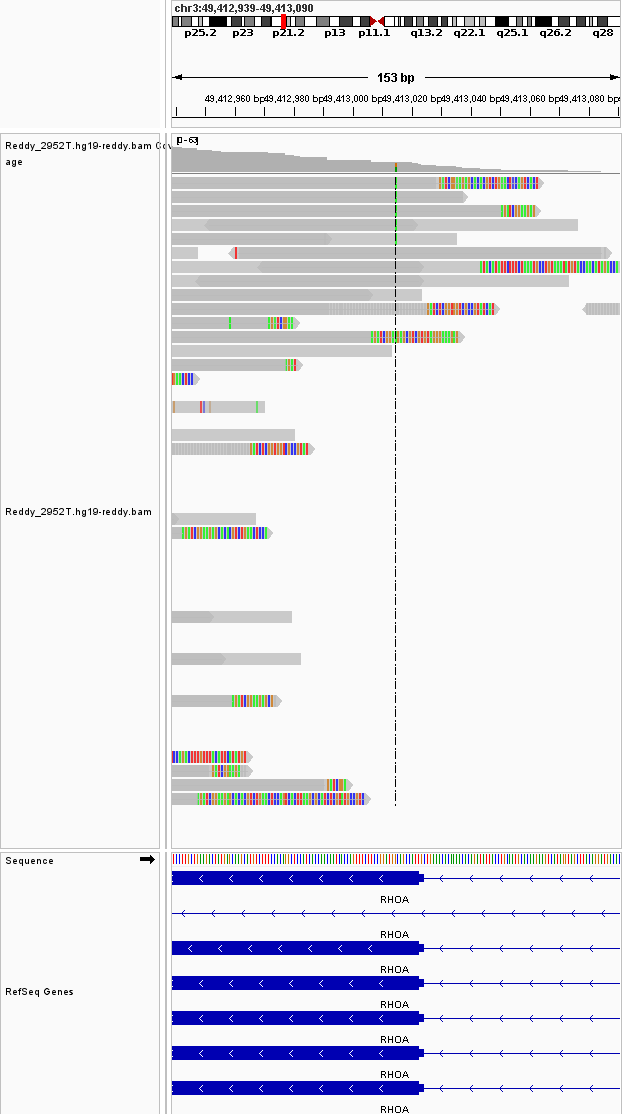 chr3:49,412,939-49,413,090
p25.2 p23 p21.2 p13 p11.1 q13.2 q22.1 q25.1 q26.2 q28
153 bp
49,412,960 bp 49,412,980 bp 49,413,000 bp 49,413,020 bp 49,413,040 bp 49,413,060 bp 49,413,080 bp
Reddy_2952T.hg19-reddy.bam Cov
age
[0-63]
Reddy_2952T.hg19-reddy.bam
Sequence
RHOA
RHOA
RHOA
RHOA
RefSeq Genes
RHOA
RHOA
RHOA